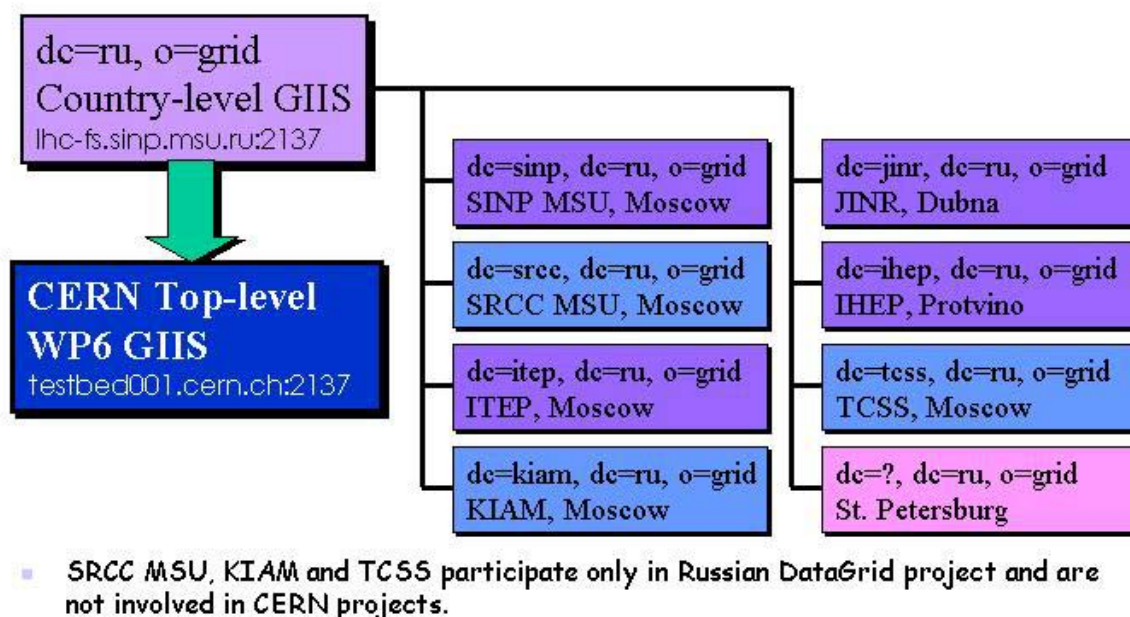 dc=ru, o=grid
Country-level GIIS
lhc-fs.sinp.msu.ru:2137
CERN Top-level
WP6 GIIS
testbed001.cern.ch:2137
dc=sinp, dc=ru, o=grid
SINP MSU, Moscow
dc=srcc, dc=ru, o=grid
SRCC MSU, Moscow
dc=itep, dc=ru, o=grid
ITEP, Moscow
dc=kiam, dc=ru, o=grid
KIAM, Moscow
dc=jinr, dc=ru, o=grid
JINR, Dubna
dc=ihep, dc=ru, o=grid
IHEP, Protvino
dc=tcss, dc=ru, o=grid
TCSS, Moscow
dc=?, dc=ru, o=grid
St. Petersburg
SRCC MSU, KIAM and TCSS participate only in Russian DataGrid project and are
not involved in CERN projects.